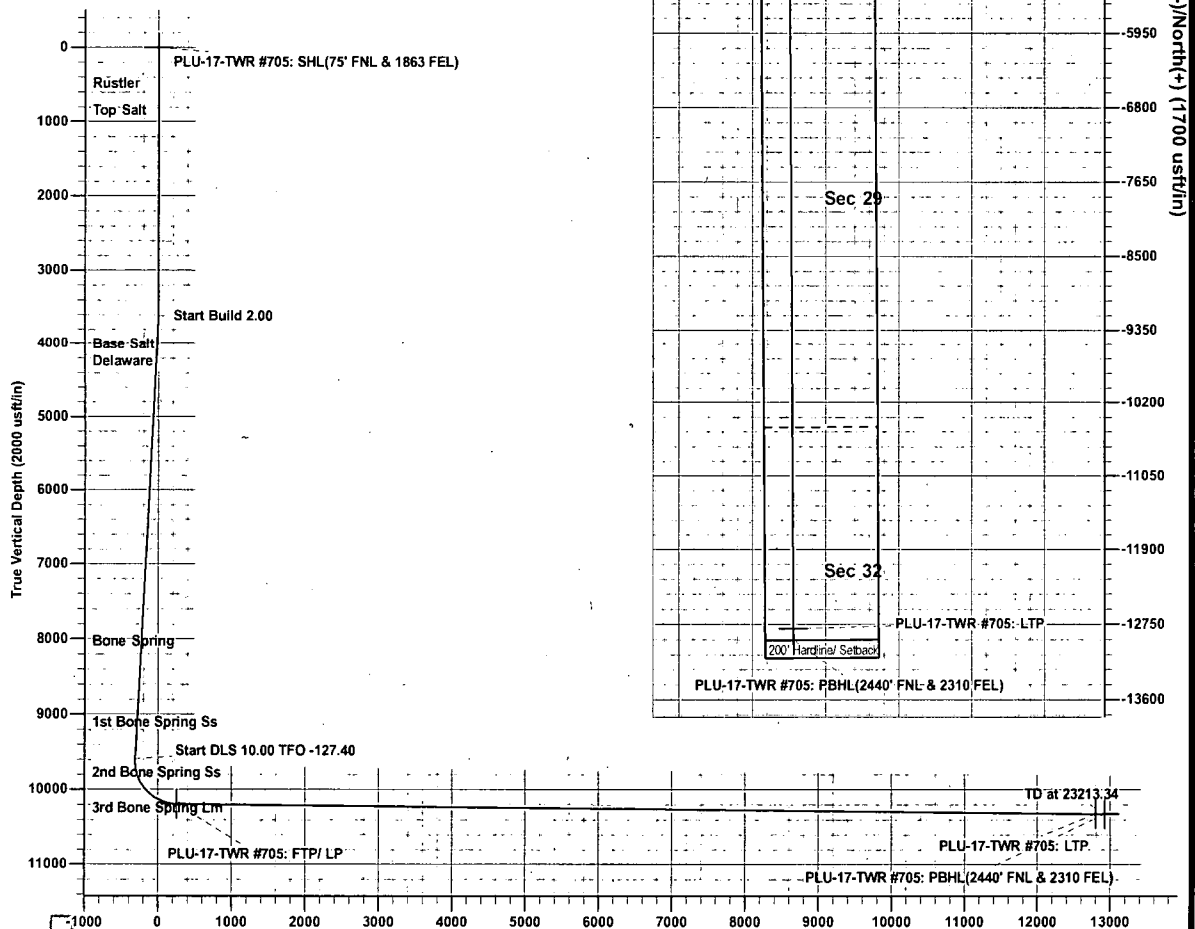 0
PLU-17-TWR #705: SHL(75' FNL & 1863 FEL)
Rustler
Top Salt
1000
2000
3000
Start Build 2.00
4000
Base Salt
Delaware
True Vertical Depth (2000 usft/in)
5000
6000
7000
8000
Bone Spring
9000
1st Bone Spring Ss
Start DLS 10.00 TFO -127.40
2nd Bone Spring Ss
10000
3rd Bone Spring Lm
TD at 23213.34
PLU-17-TWR #705: FTP/ LP
PLU-17-TWR #705: LTP
11000
PLU-17-TWR #705: PBHL(2440' FNL & 2310 FEL)
-1000 0 1000 2000 3000 4000 5000 6000 7000 8000 9000 10000 11000 12000 13000
-)/North(+) (1700 usft/in)
-5950
-6800
-7650
Sec 29
-8500
-9350
-10200
-11050
-11900
Sec 32
-12750
PLU-17-TWR #705: LTP
200' Hardline/ Setback
PLU-17-TWR #705: PBHL(2440' FNL & 2310 FEL)
-13600